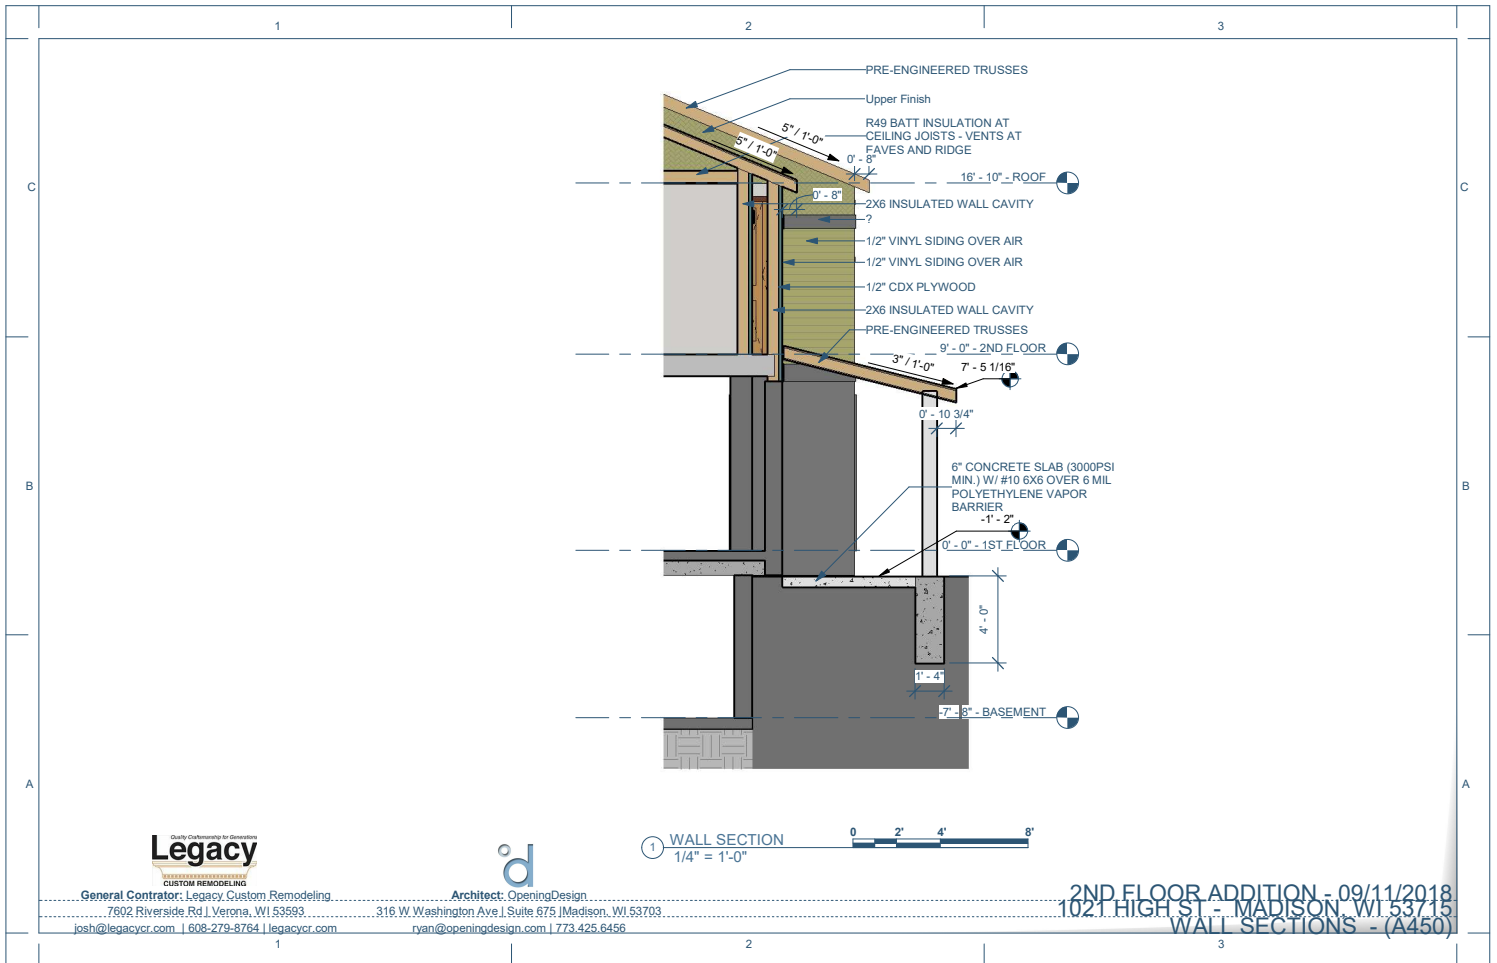 1
2
3
PRE-ENGINEERED TRUSSES
Upper Finish
R49 BATT INSULATION AT
CEILING JOISTS - VENTS AT
EAVES AND RIDGE
5" / 1'-0"
5" / 1'-0"
0' - 8"
C
C
16' - 10" - ROOF
0' - 8"
2X6 INSULATED WALL CAVITY
?
1/2" VINYL SIDING OVER AIR
1/2" VINYL SIDING OVER AIR
1/2" CDX PLYWOOD
2X6 INSULATED WALL CAVITY
PRE-ENGINEERED TRUSSES
9' - 0" - 2ND FLOOR
3" / 1'-0"
7' - 5 1/16"
0' - 10 3/4"
6" CONCRETE SLAB (3000PSI
MIN.) W/ #10 6X6 OVER 6 MIL
POLYETHYLENE VAPOR
BARRIER
B
B
-1' - 2"
0' - 0" - 1ST FLOOR
4' - 0"
1' - 4"
-7' - 8" - BASEMENT
A
A
1
WALL SECTION
1/4" = 1'-0"
0 2' 4' 8'
Quality Craftsmanship for Generations
Legacy
CUSTOM REMODELING
General Contrator: Legacy Custom Remodeling
7602 Riverside Rd | Verona, WI 53593
josh@legacycr.com | 608-279-8764 | legacycr.com
d
Architect: OpeningDesign
316 W Washington Ave | Suite 675 |Madison, WI 53703
ryan@openingdesign.com | 773.425.6456
2ND FLOOR ADDITION - 09/11/2018
1021 HIGH ST - MADISON, WI 53715
WALL SECTIONS - (A450)
1
2
3